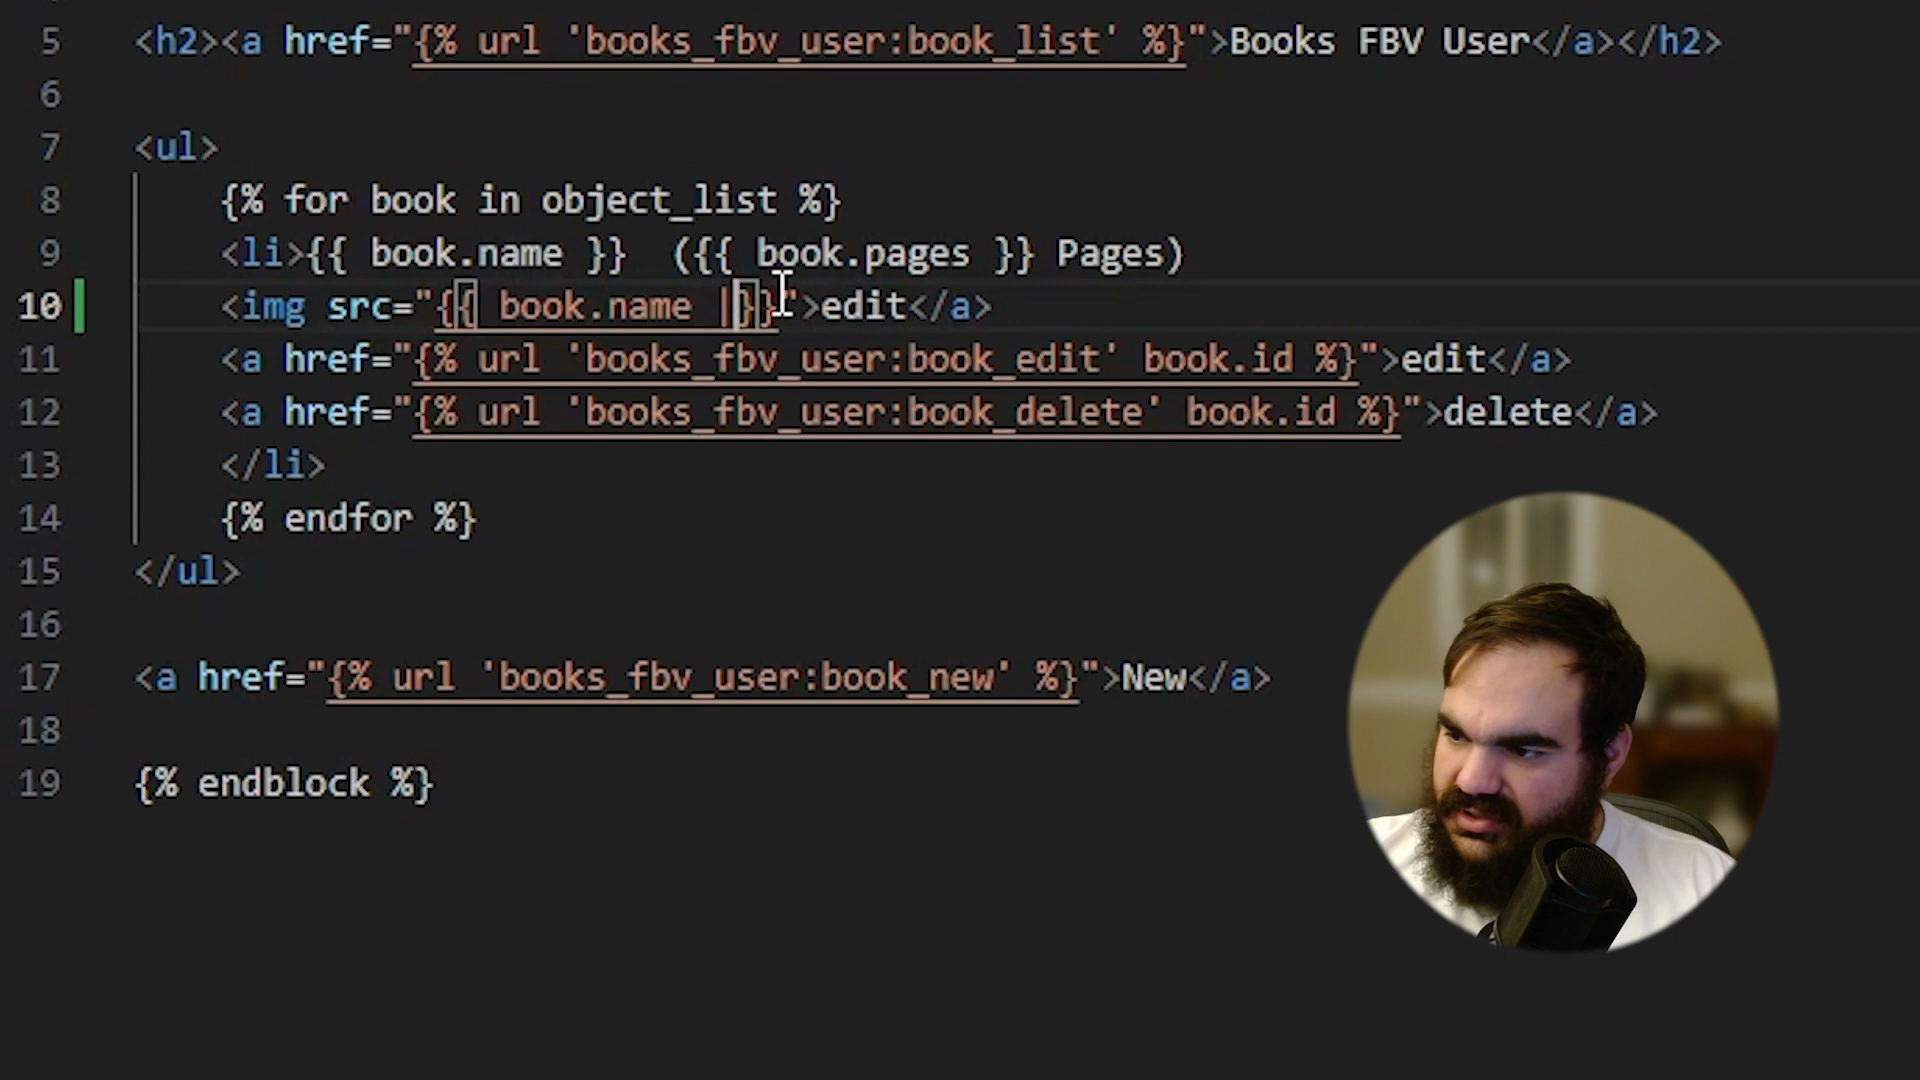 5 <h2><a href="{% url 'books_fbv_user:book_list' %}">Books FBV User</a></h2>
6
7 <ul>
8 {% for book in object_list %}
9 <li>{{ book.name }}  ({{ book.pages }} Pages)
10 <img src="{{ book.name |}}">edit</a>
11 <a href="{% url 'books_fbv_user:book_edit' book.id %}">edit</a>
12 <a href="{% url 'books_fbv_user:book_delete' book.id %}">delete</a>
13 </li>
14 {% endfor %}
15 </ul>
16
17 <a href="{% url 'books_fbv_user:book_new' %}">New</a>
18
19 {% endblock %}